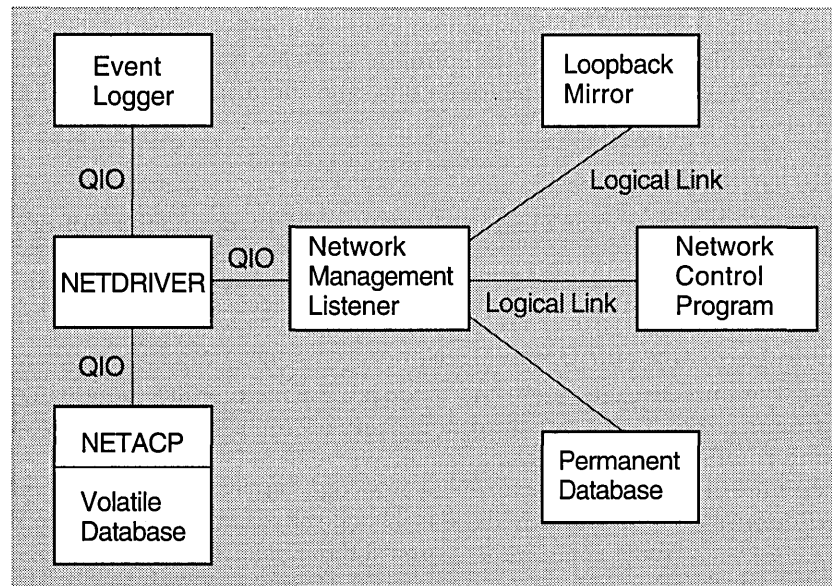 Event
Logger
Loopback
Mirror
QIO
Logical Link
NETDRIVER
QIO
Network
Management
Listener
Logical Link
Network
Control
Program
QIO
NETACP
Volatile
Database
Permanent
Database